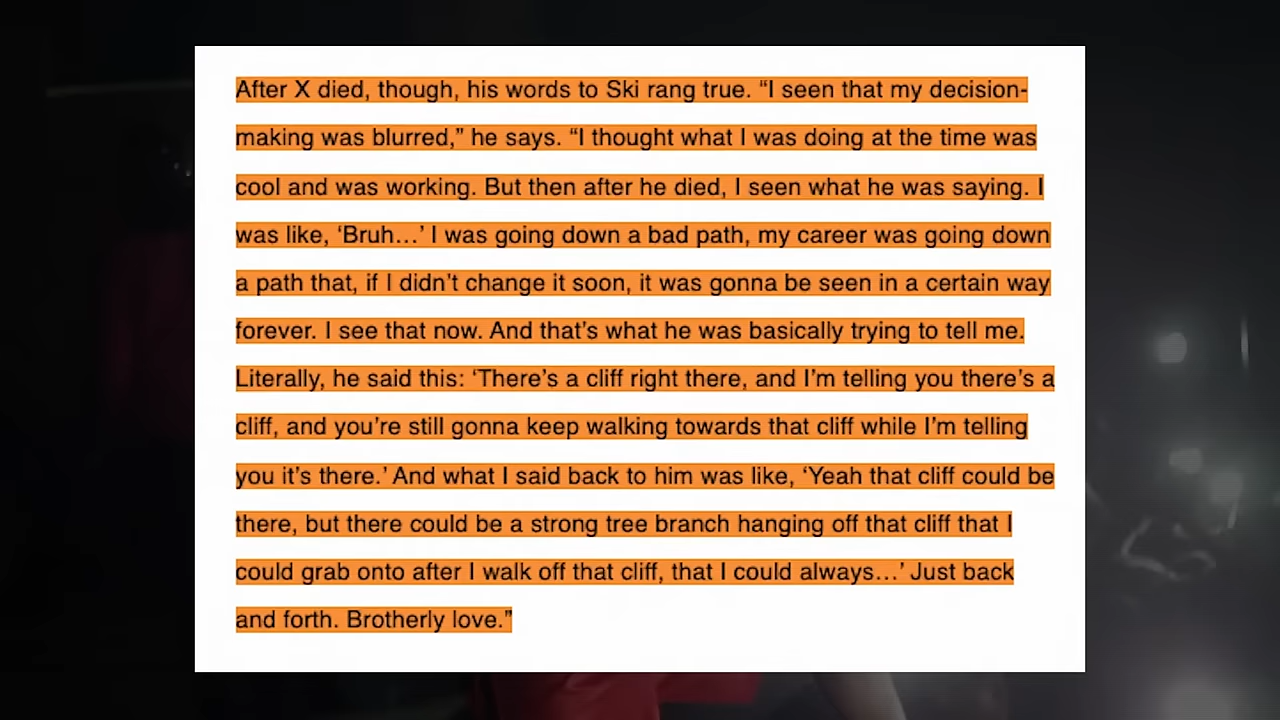 After X died, though, his words to Ski rang true. “I seen that my decision-
making was blurred,” he says. “I thought what I was doing at the time was
cool and was working. But then after he died, I seen what he was saying. I
was like, ‘Bruh…’ I was going down a bad path, my career was going down
a path that, if I didn’t change it soon, it was gonna be seen in a certain way
forever. I see that now. And that’s what he was basically trying to tell me.
Literally, he said this: ‘There’s a cliff right there, and I’m telling you there’s a
cliff, and you’re still gonna keep walking towards that cliff while I’m telling
you it’s there.’ And what I said back to him was like, ‘Yeah that cliff could be
there, but there could be a strong tree branch hanging off that cliff that I
could grab onto after I walk off that cliff, that I could always…’ Just back
and forth. Brotherly love.”